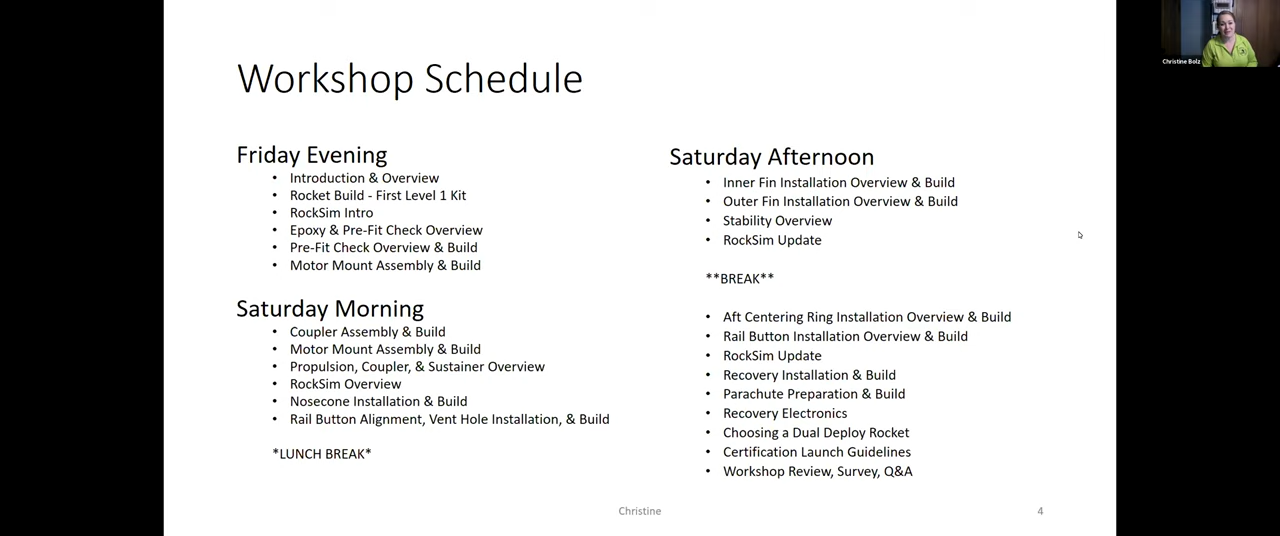 Workshop Schedule
Friday Evening
• Introduction & Overview
• Rocket Build - First Level 1 Kit
• RockSim Intro
• Epoxy & Pre-Fit Check Overview
• Pre-Fit Check Overview & Build
• Motor Mount Assembly & Build
Saturday Morning
• Coupler Assembly & Build
• Motor Mount Assembly & Build
• Propulsion, Coupler, & Sustainer Overview
• RockSim Overview
• Nosecone Installation & Build
• Rail Button Alignment, Vent Hole Installation, & Build
*LUNCH BREAK*
Saturday Afternoon
• Inner Fin Installation Overview & Build
• Outer Fin Installation Overview & Build
• Stability Overview
• RockSim Update
**BREAK**
• Aft Centering Ring Installation Overview & Build
• Rail Button Installation Overview & Build
• RockSim Update
• Recovery Installation & Build
• Parachute Preparation & Build
• Recovery Electronics
• Choosing a Dual Deploy Rocket
• Certification Launch Guidelines
• Workshop Review, Survey, Q&A
Christine
4
Christine Bolz